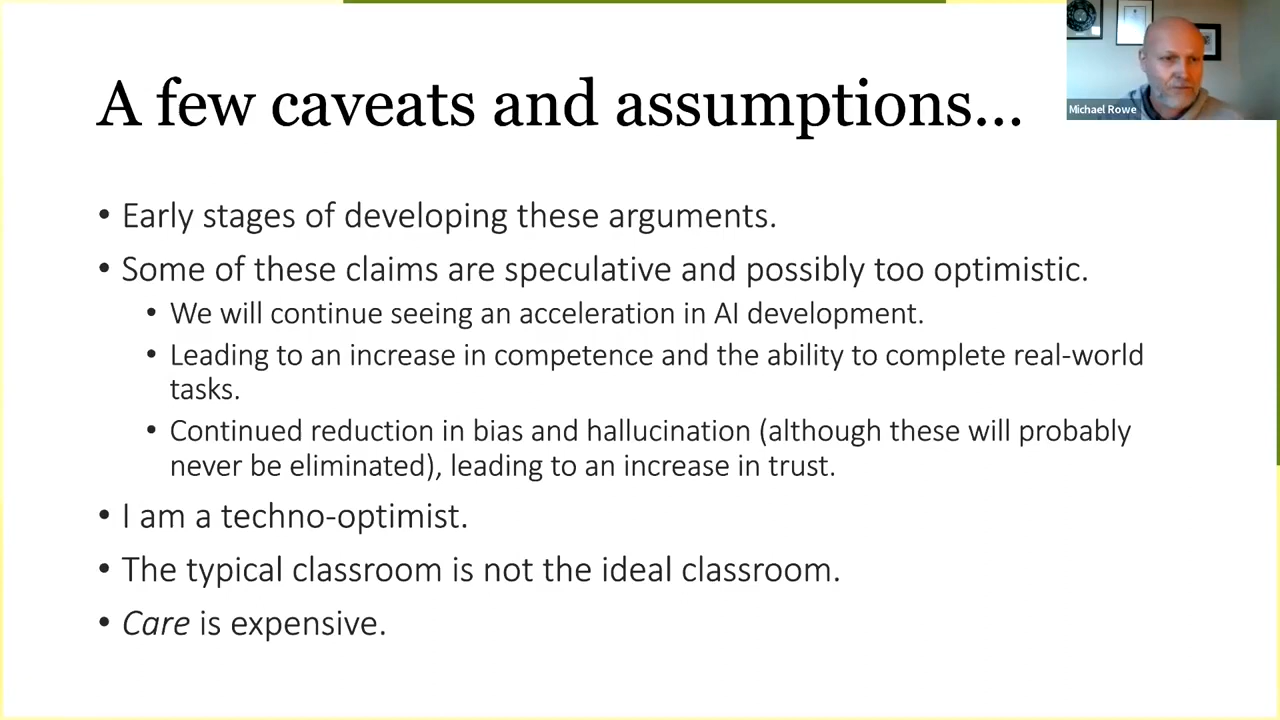 A few caveats and assumptions...
Michael Rowe
• Early stages of developing these arguments.
• Some of these claims are speculative and possibly too optimistic.
• We will continue seeing an acceleration in AI development.
• Leading to an increase in competence and the ability to complete real-world
tasks.
• Continued reduction in bias and hallucination (although these will probably
never be eliminated), leading to an increase in trust.
• I am a techno-optimist.
• The typical classroom is not the ideal classroom.
• Care is expensive.